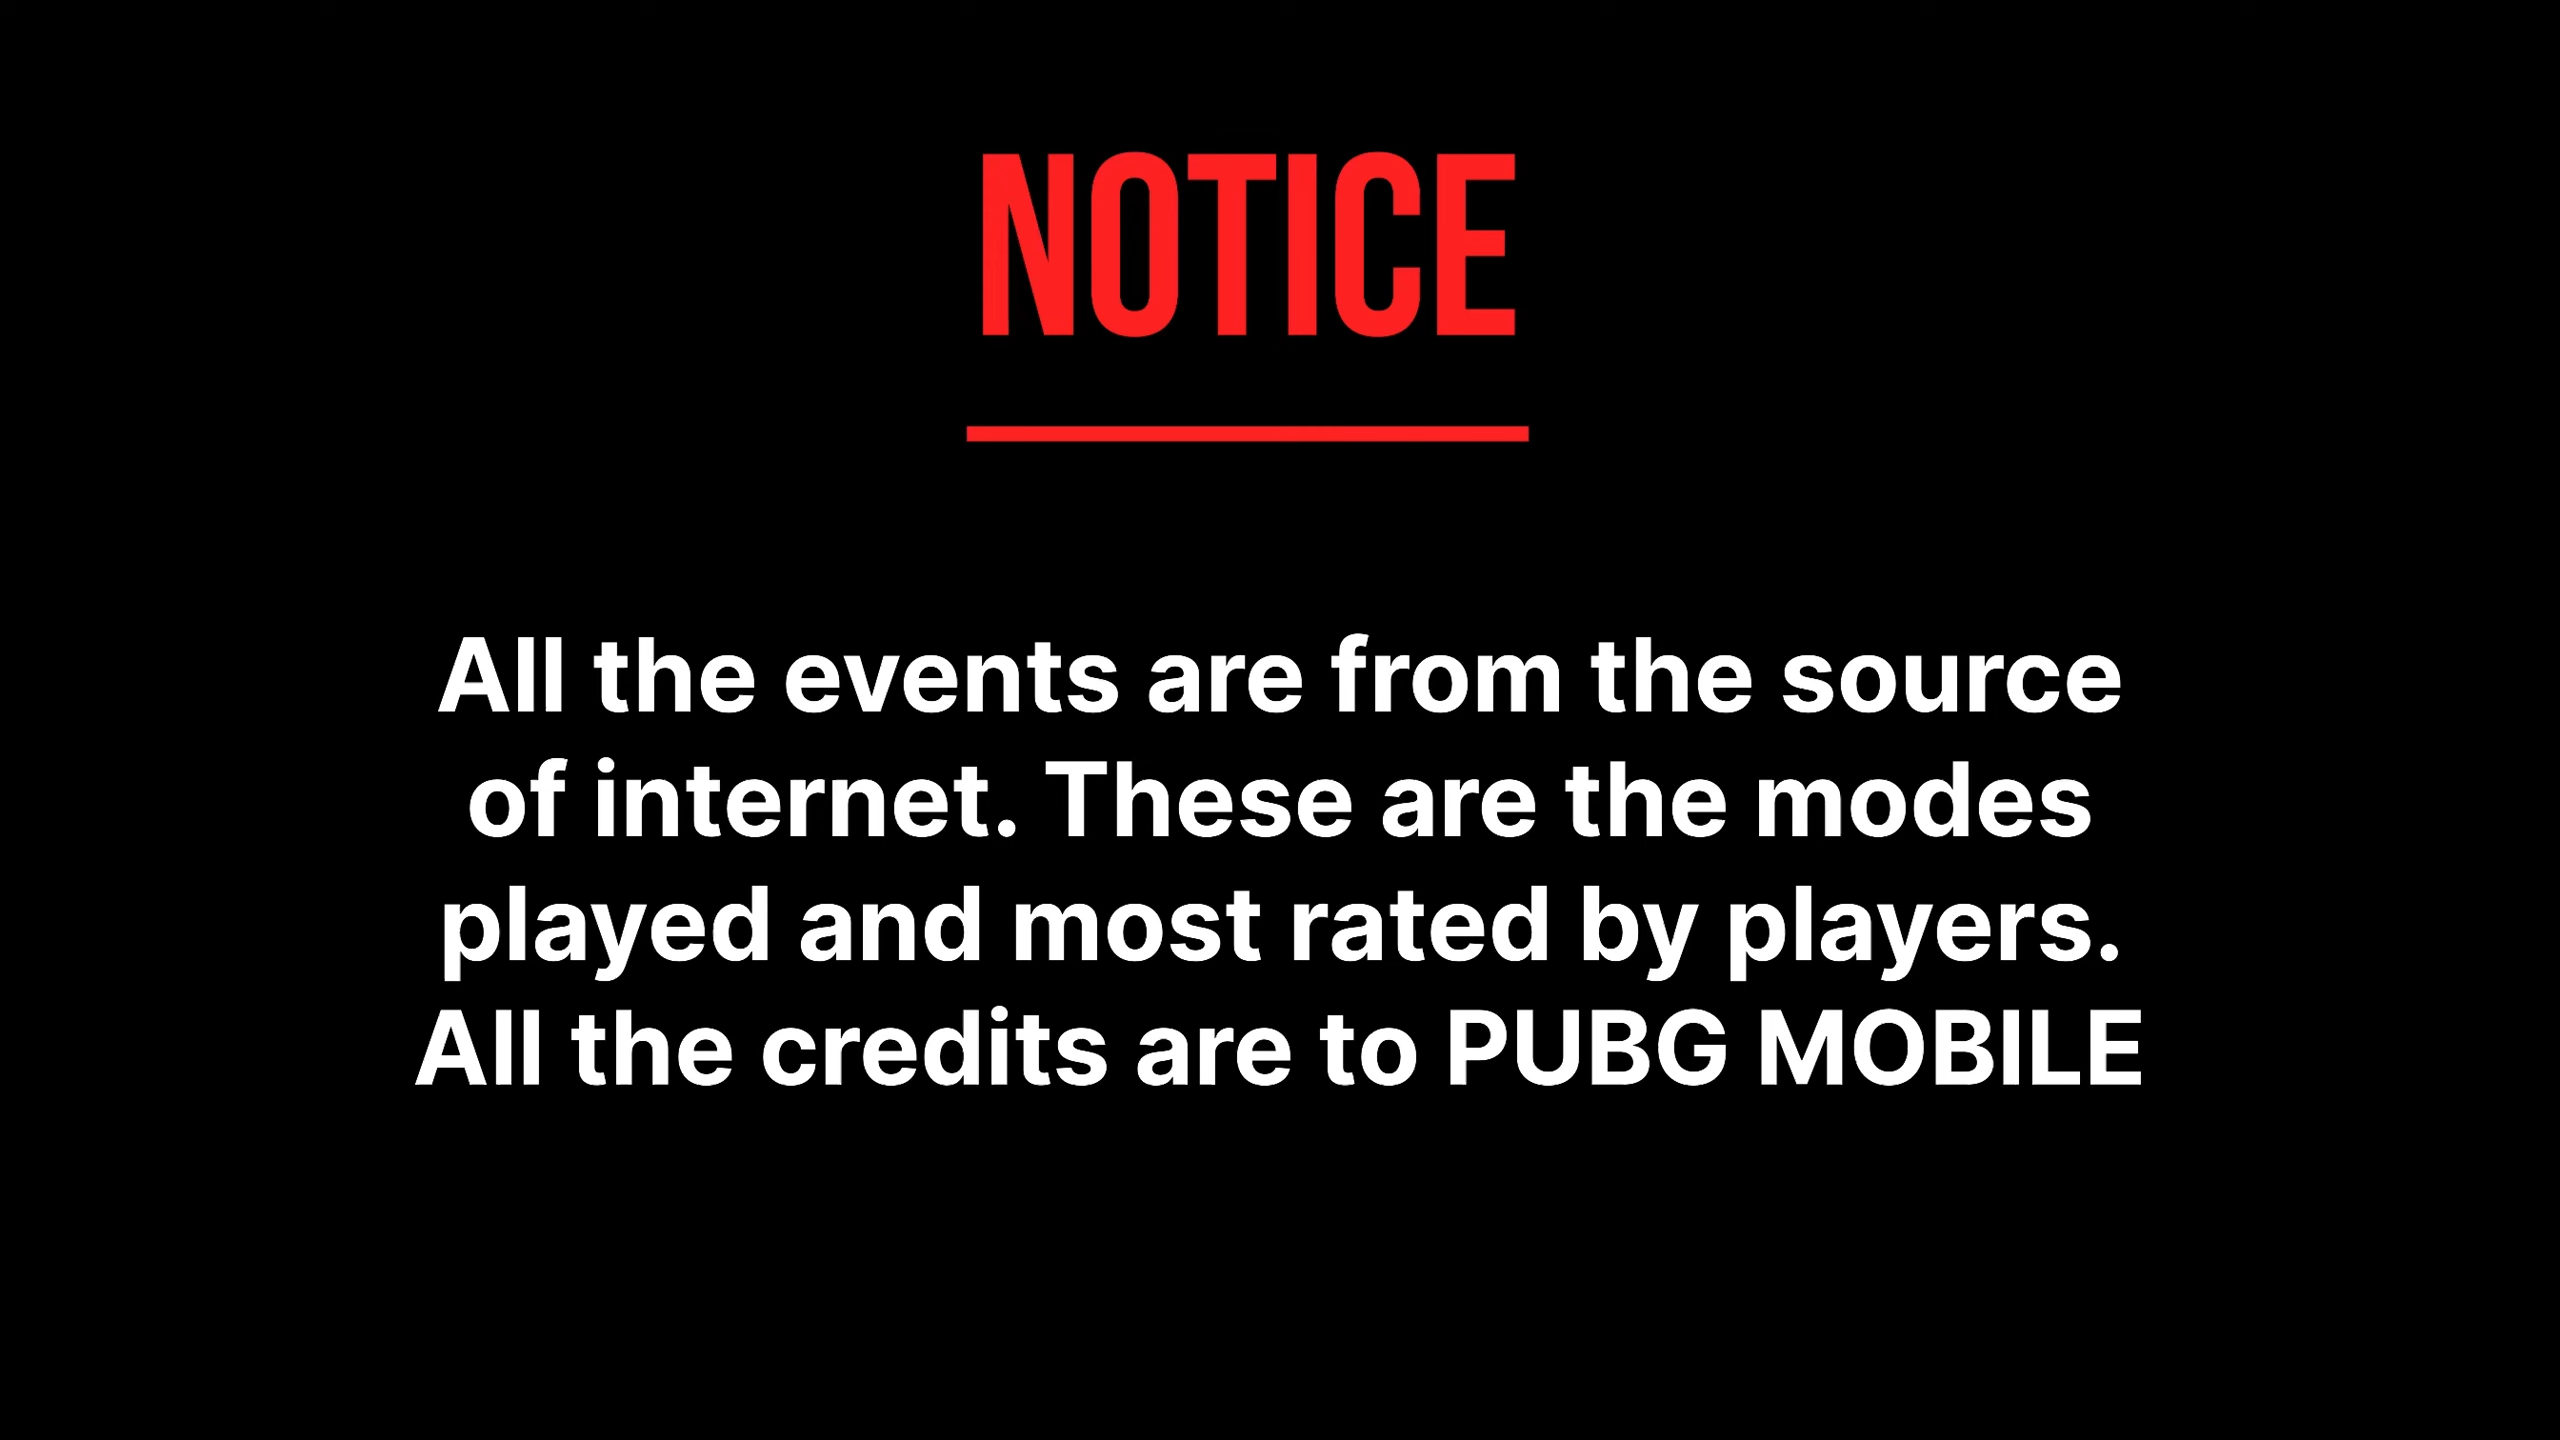 NOTICE
All the events are from the source
of internet. These are the modes
played and most rated by players.
All the credits are to PUBG MOBILE